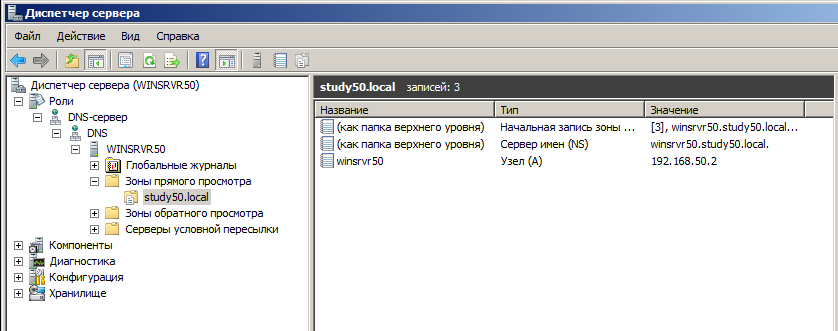 Диспетчер сервера
Файл Действие Вид Справка
Диспетчер сервера (WINSRVR50)
Роли
DNS-сервер
DNS
WINSRVR50
Глобальные журналы
Зоны прямого просмотра
study50.local
Зоны обратного просмотра
Серверы условной пересылки
Компоненты
Диагностика
Конфигурация
Хранилище
study50.local записей: 3
Название Тип Значение
(как папка верхнего уровня) Начальная запись зоны ... [3], winsrvr50.study50.local...
(как папка верхнего уровня) Сервер имен (NS) winsrvr50.study50.local.
winsrvr50 Узел (A) 192.168.50.2